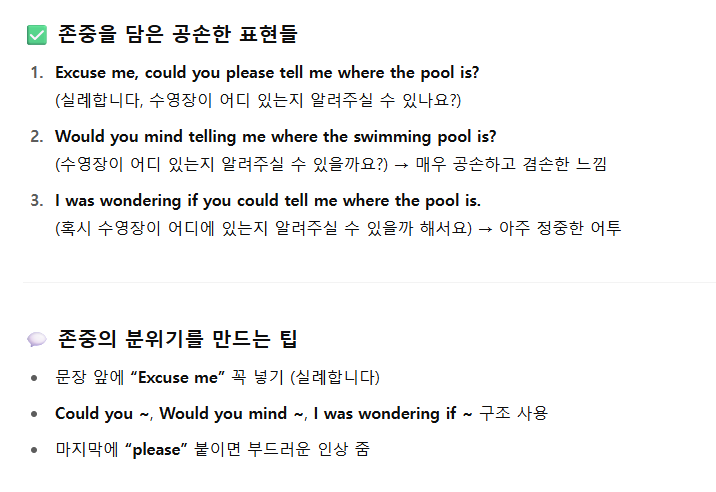 ✅ 존중을 담은 공손한 표현들
1. Excuse me, could you please tell me where the pool is?
(실례합니다, 수영장이 어디 있는지 알려주실 수 있나요?)
2. Would you mind telling me where the swimming pool is?
(수영장이 어디 있는지 알려주실 수 있을까요?) → 매우 공손하고 겸손한 느낌
3. I was wondering if you could tell me where the pool is.
(혹시 수영장이 어디에 있는지 알려주실 수 있을까 해서요) → 아주 정중한 어투
💬 존중의 분위기를 만드는 팁
• 문장 앞에 “Excuse me” 꼭 넣기 (실례합니다)
• Could you ~, Would you mind ~, I was wondering if ~ 구조 사용
• 마지막에 “please” 붙이면 부드러운 인상 줌